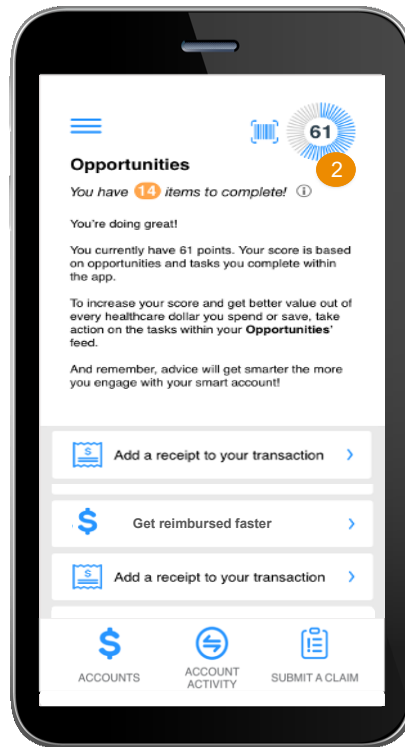 61
2
Opportunities
You have 14 items to complete! i
You're doing great!
You currently have 61 points. Your score is based
on opportunities and tasks you complete within
the app.
To increase your score and get better value out of
every healthcare dollar you spend or save, take
action on the tasks within your Opportunities'
feed.
And remember, advice will get smarter the more
you engage with your smart account!
$ Add a receipt to your transaction
$ Get reimbursed faster
$ Add a receipt to your transaction
$
ACCOUNTS
ACCOUNT
ACTIVITY
SUBMIT A CLAIM